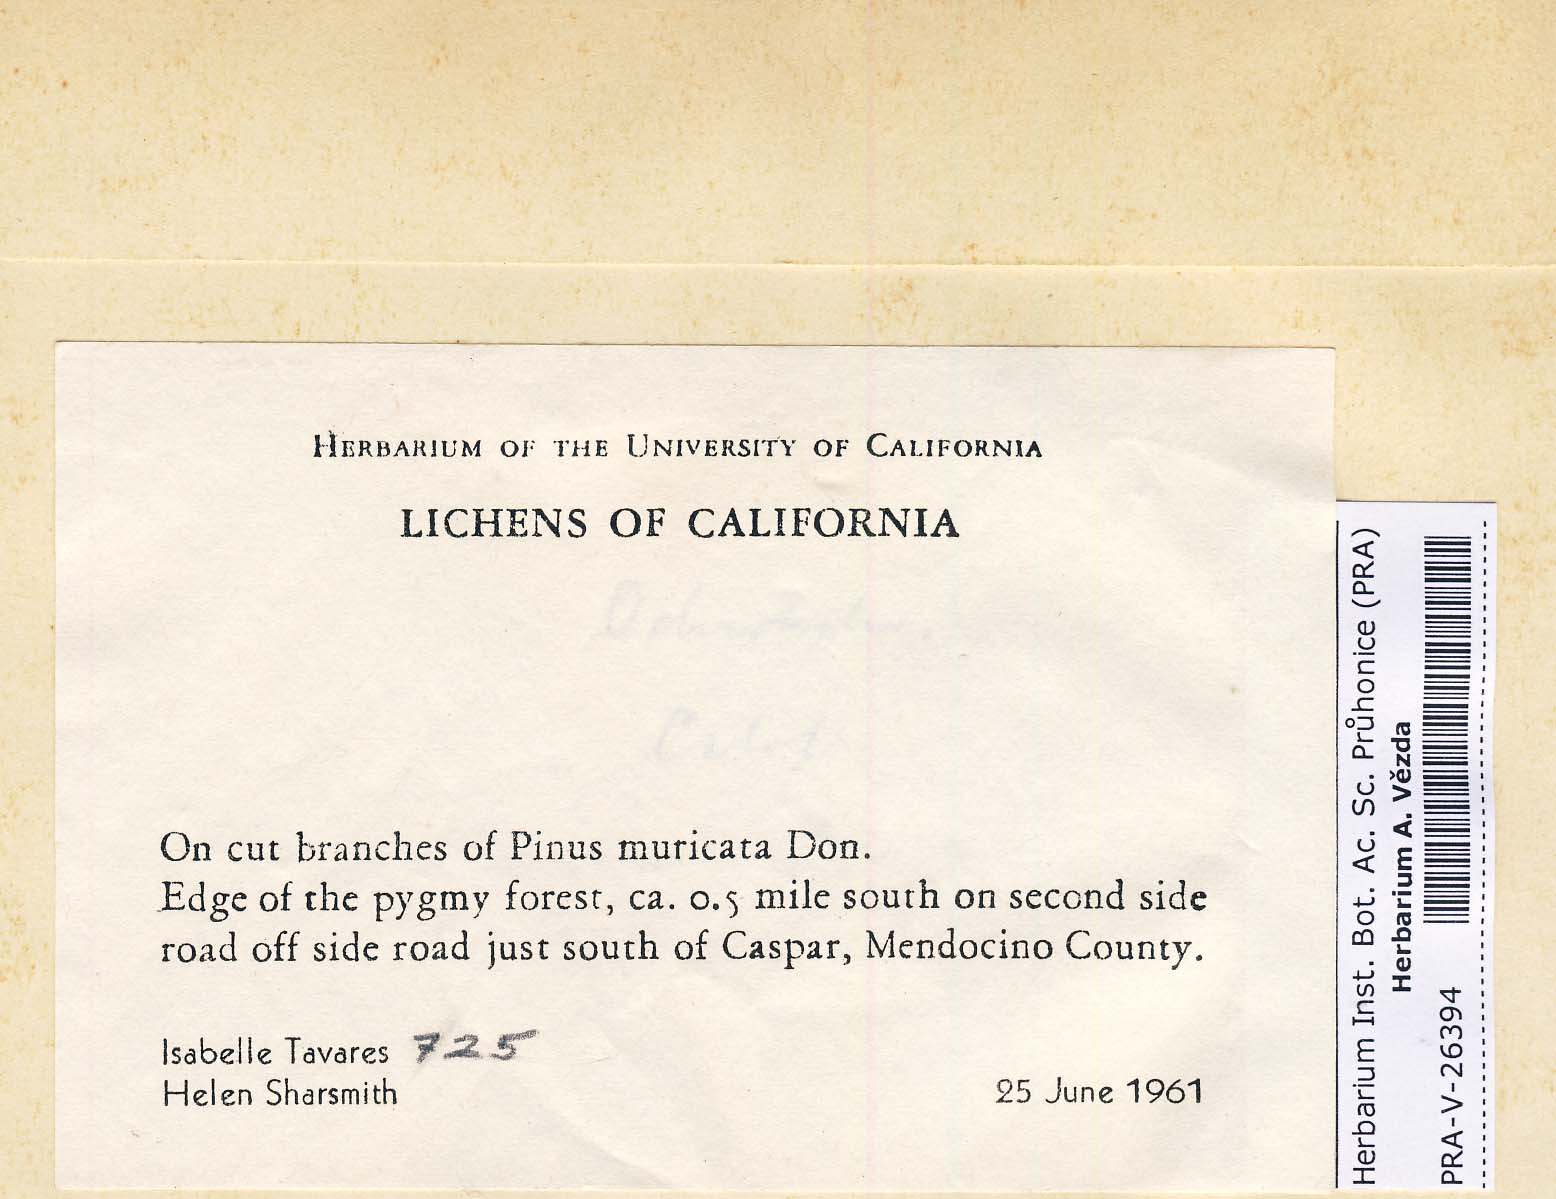 HERBARIUM OF THE UNIVERSITY OF CALIFORNIA
LICHENS OF CALIFORNIA
On cut branches of Pinus muricata Don.
Edge of the pygmy forest, ca. 0.5 mile south on second side
road off side road just south of Caspar, Mendocino County.
Isabelle Tavares 725
Helen Sharsmith
25 June 1961
Herbarium Inst. Bot. Ac. Sc. Průhonice (PRA)
Herbarium A. Vězda
PRA-V-26394